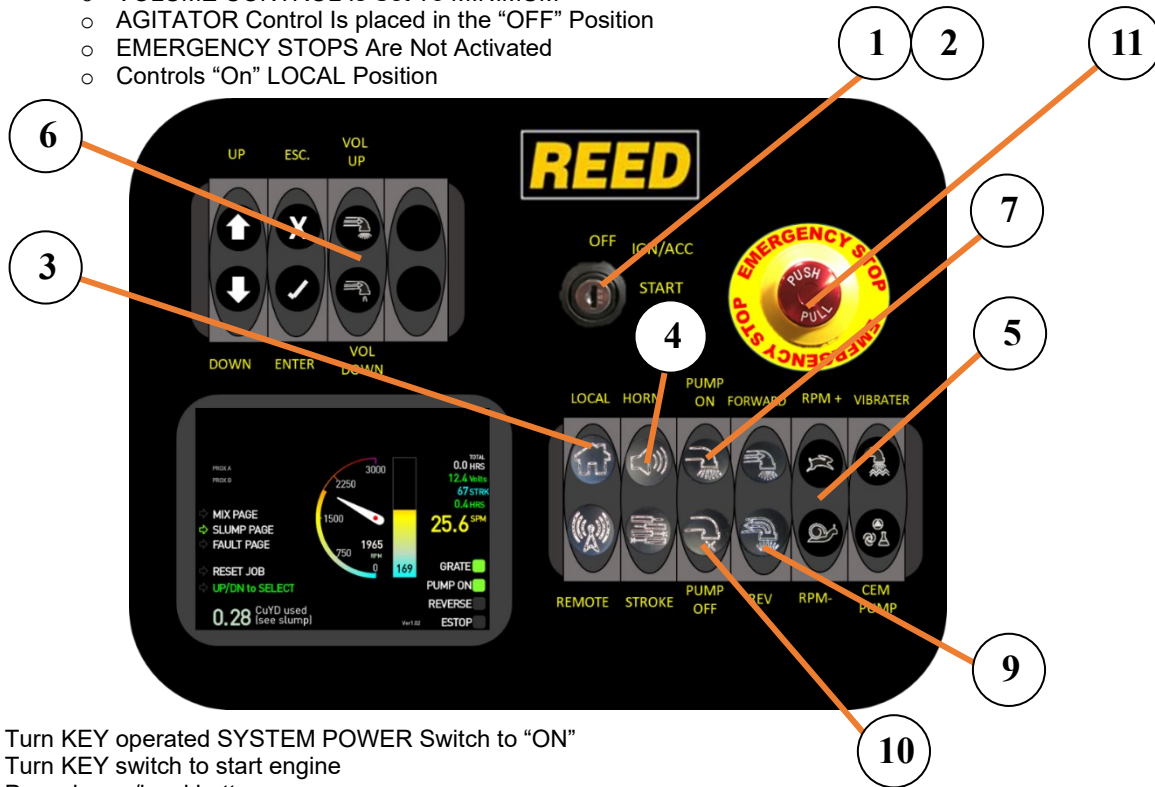 ○ AGITATOR Control Is placed in the “OFF” Position
○ EMERGENCY STOPS Are Not Activated
○ Controls “On” LOCAL Position
1 2 11
6
7
3
4
5
9
10
UP ESC. VOL UP
X
DOWN ENTER VOL DOWN
REED
OFF IGN/ACC
START
EMERGENCY STOP
EMERGENCY STOP
EMERGENCY STOP
PUSH
PULL
LOCAL HORN PUMP ON FORWARD RPM + VIBRATER
REMOTE STROKE PUMP OFF REV RPM- CEM PUMP
PROX A
PROX B
MIX PAGE
SLUMP PAGE
FAULT PAGE
RESET JOB
UP/DN to SELECT
0.28 CuYD used
(see slump)
3000
2250
1500
750
0
1965
RPM
169
TOTAL
0.0 HRS
12.4 Volts
67 STRK
0.4 HRS
25.6 SPM
GRATE
PUMP ON
REVERSE
ESTOP
Ver1.02
Turn KEY operated SYSTEM POWER Switch to “ON”
Turn KEY switch to start engine